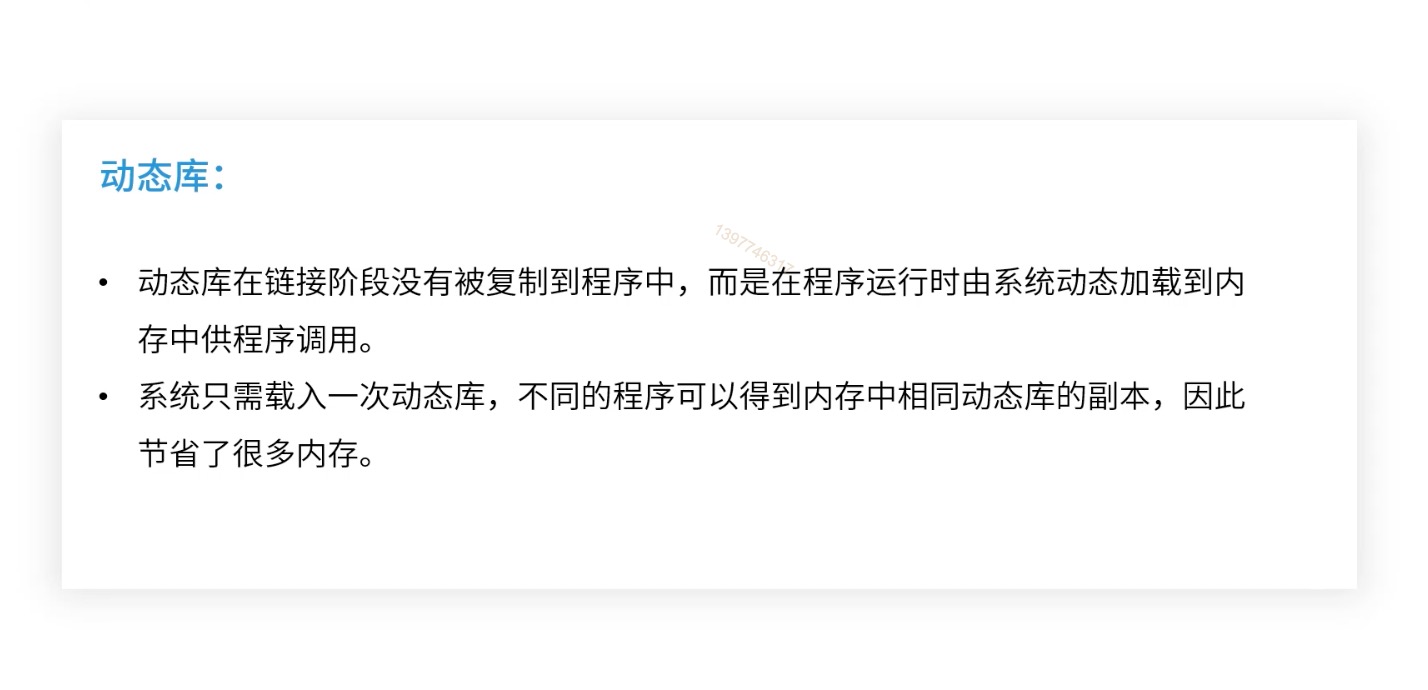 动态库：
1397746317
• 动态库在链接阶段没有被复制到程序中，而是在程序运行时由系统动态加载到内
存中供程序调用。
• 系统只需载入一次动态库，不同的程序可以得到内存中相同动态库的副本，因此
节省了很多内存。